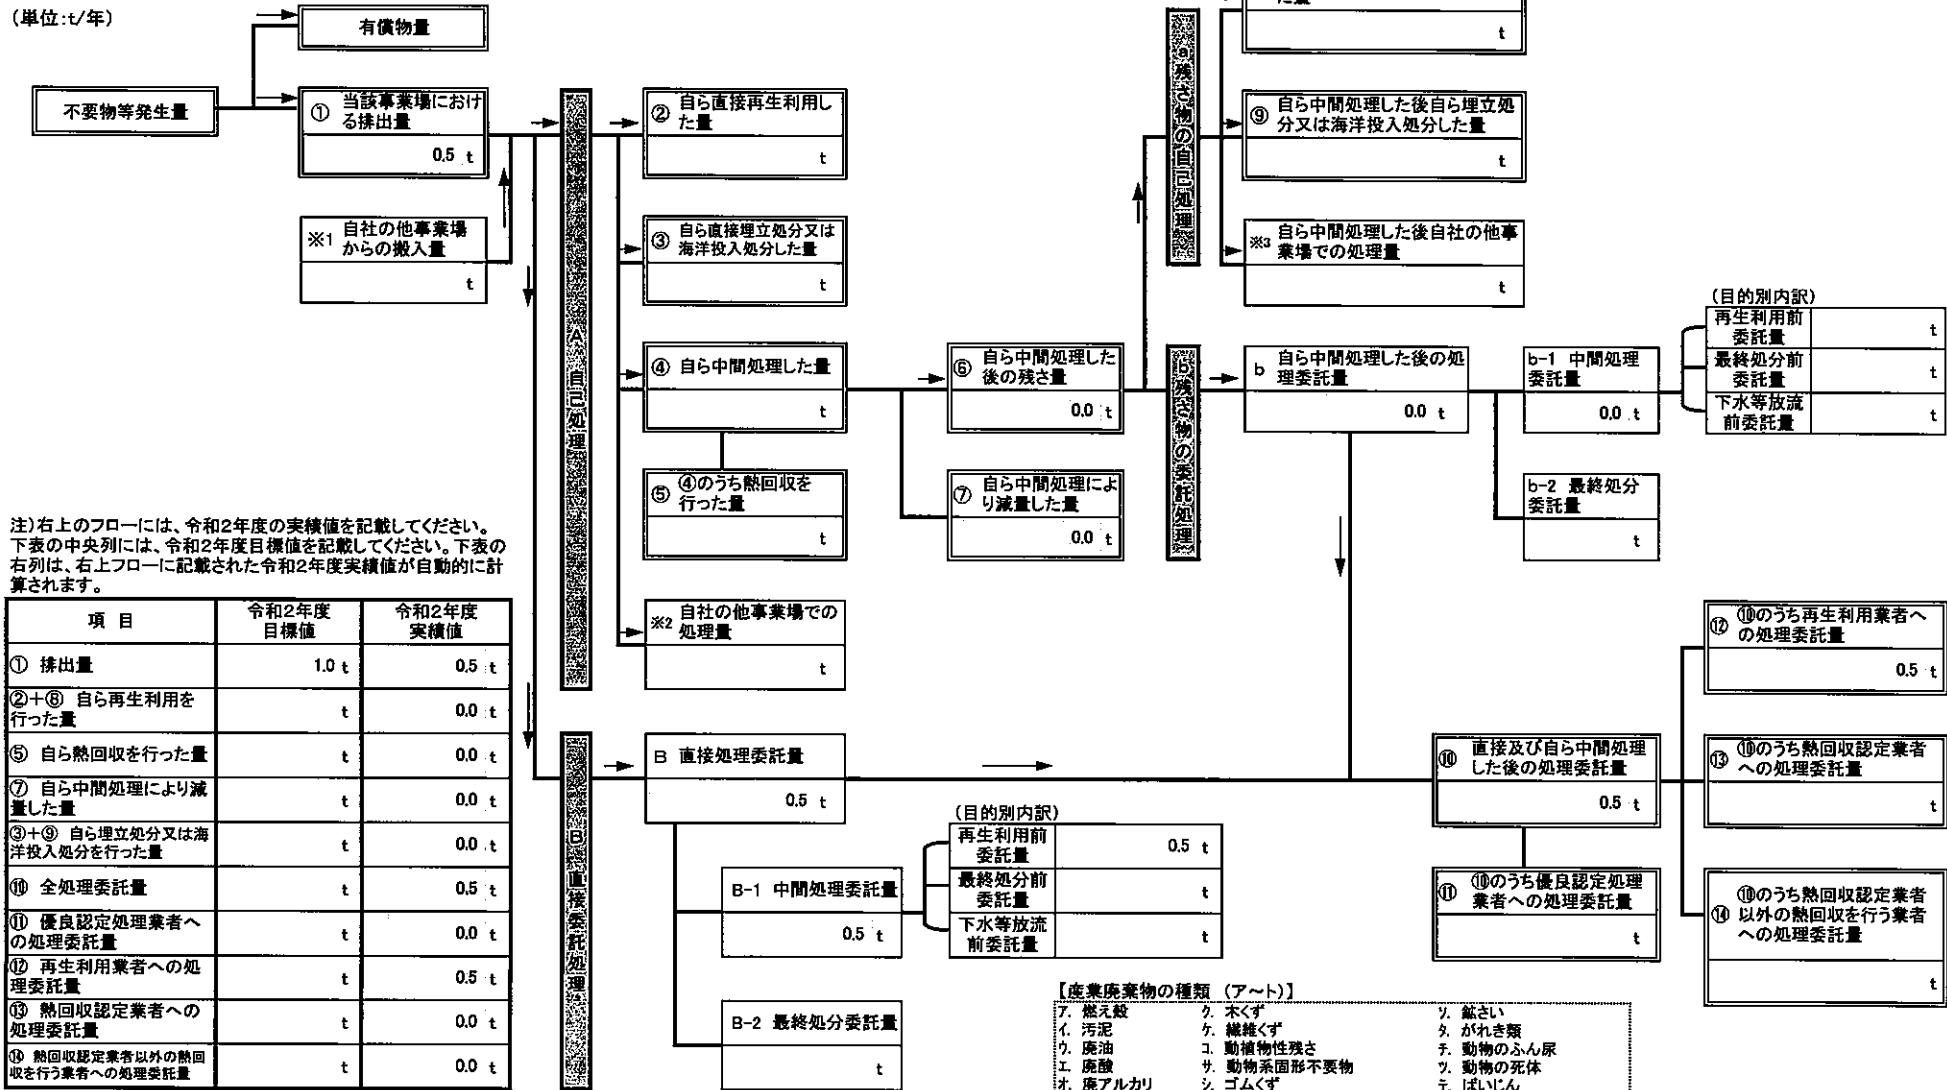 (単位:t/年)
有償物量
不要物等発生量
① 当該事業場におけ
る排出量
0.5 t
※1 自社の他事業場
からの搬入量
t
A 自己処理
② 自ら直接再生利用し
た量
t
③ 自ら直接埋立処分又は
海洋投入処分した量
t
④ 自ら中間処理した量
t
⑤ ④のうち熱回収を
行った量
t
※2 自社の他事業場での
処理量
t
⑥ 自ら中間処理した
後の残さ量
0.0 t
⑦ 自ら中間処理によ
り減量した量
0.0 t
a 残さ物の自己処理
た量
t
⑨ 自ら中間処理した後自ら埋立処
分又は海洋投入処分した量
t
※3 自ら中間処理した後自社の他事
業場での処理量
t
b 残さ物の委託処理
b 自ら中間処理した後の処
理委託量
0.0 t
b-1 中間処理
委託量
0.0 t
(目的別内訳)
再生利用前
委託量 t
最終処分前
委託量 t
下水等放流
前委託量 t
b-2 最終処分
委託量
t
注)右上のフローには、令和2年度の実績値を記載してください。
下表の中央列には、令和2年度目標値を記載してください。下表の
右列は、右上フローに記載された令和2年度実績値が自動的に計
算されます。
項 目 令和2年度 目標値 令和2年度 実績値
① 排出量 1.0 t 0.5 t
②+⑧ 自ら再生利用を
行った量 t 0.0 t
⑤ 自ら熱回収を行った量 t 0.0 t
⑦ 自ら中間処理により減
量した量 t 0.0 t
③+⑨ 自ら埋立処分又は海
洋投入処分を行った量 t 0.0 t
⑩ 全処理委託量 t 0.5 t
⑪ 優良認定処理業者へ
の処理委託量 t 0.0 t
⑫ 再生利用業者への処
理委託量 t 0.5 t
⑬ 熱回収認定業者への
処理委託量 t 0.0 t
⑭ 熱回収認定業者以外の熱回
収を行う業者への処理委託量 t 0.0 t
B 直接委託処理
B 直接処理委託量
0.5 t
B-1 中間処理委託量
0.5 t
(目的別内訳)
再生利用前
委託量 0.5 t
最終処分前
委託量 t
下水等放流
前委託量 t
B-2 最終処分委託量
t
⑩ 直接及び自ら中間処理
した後の処理委託量
0.5 t
⑪ ⑩のうち優良認定処理
業者への処理委託量
t
⑫ ⑩のうち再生利用業者へ
の処理委託量
0.5 t
⑬ ⑩のうち熱回収認定業者
への処理委託量
t
⑭ ⑩のうち熱回収認定業者
以外の熱回収を行う業者
への処理委託量
t
【産業廃棄物の種類 (ア~ト)】
ア. 燃え殻 ク. 木くず ソ. 鉱さい
イ. 汚泥 ケ. 繊維くず タ. がれき類
ウ. 廃油 コ. 動植物性残さ チ. 動物のふん尿
エ. 廃酸 サ. 動物系固形不要物 ツ. 動物の死体
オ. 廃アルカリ シ. ゴムくず テ. ばいじん